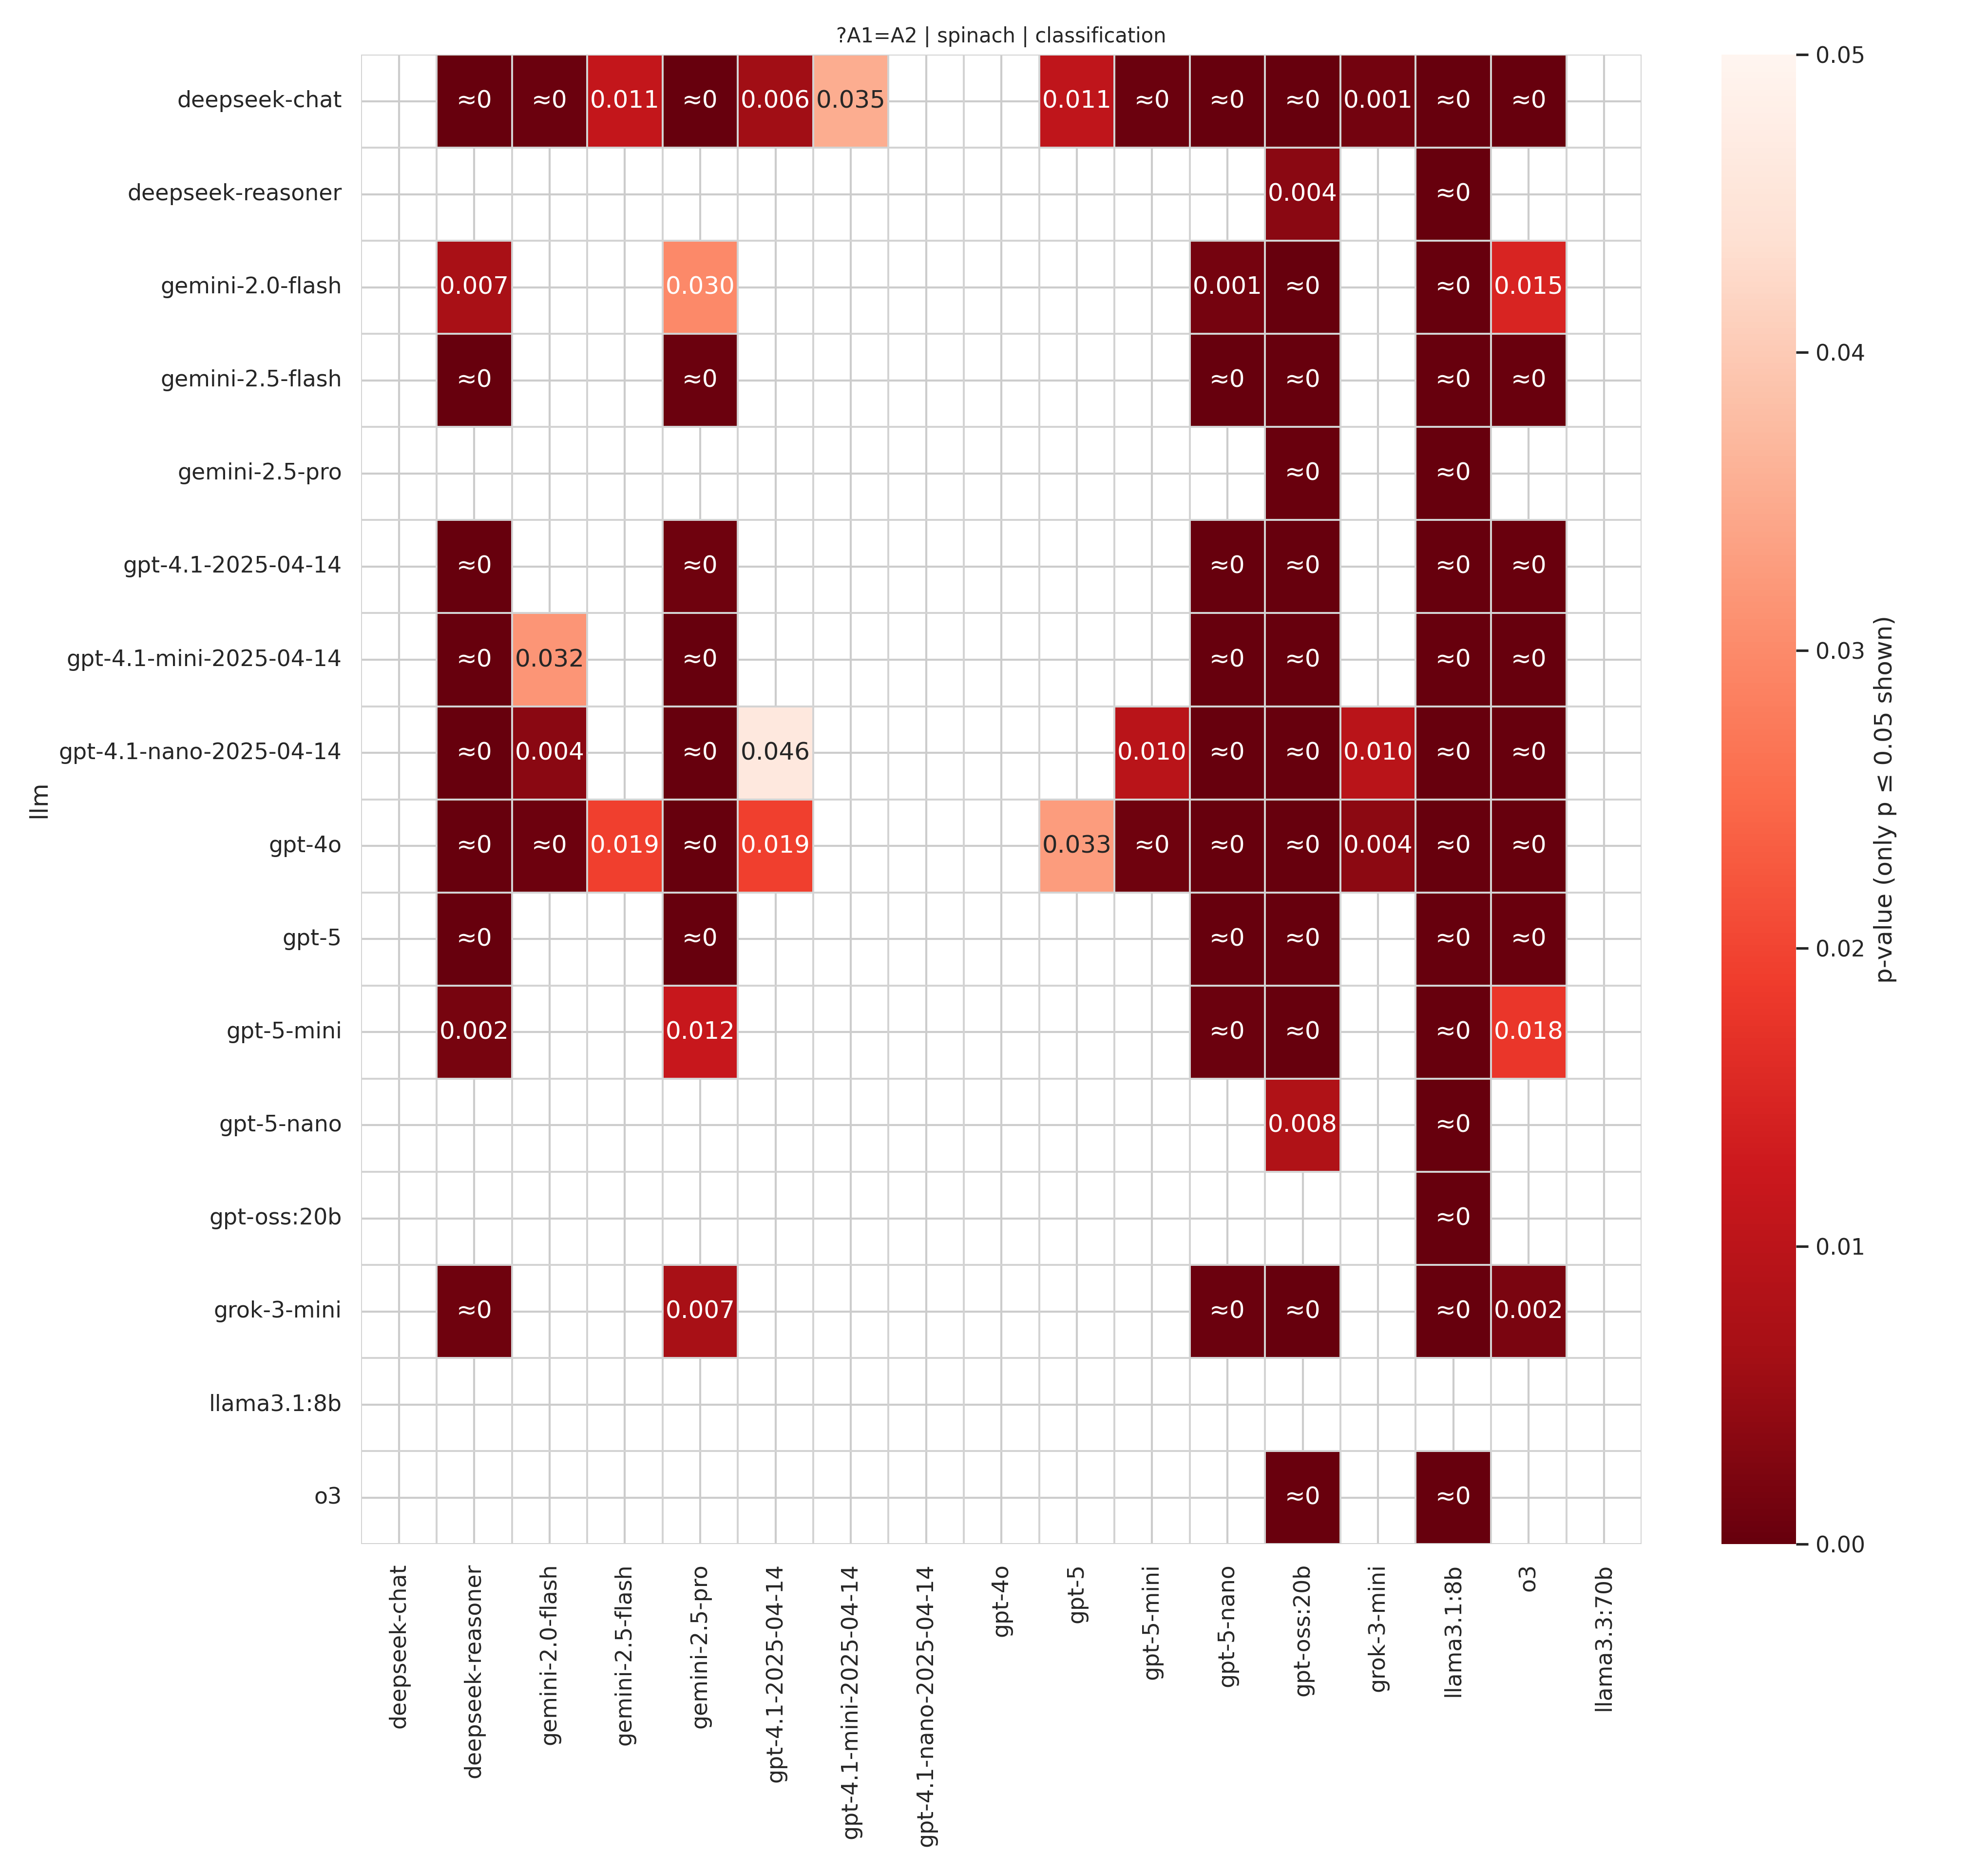 ?A1=A2 | spinach | classification
deepseek-chat ≈0 ≈0 0.011 ≈0 0.006 0.035 0.011 ≈0 ≈0 ≈0 0.001 ≈0 ≈0
deepseek-reasoner 0.004 ≈0
gemini-2.0-flash 0.007 0.030 0.001 ≈0 ≈0 0.015
gemini-2.5-flash ≈0 ≈0 ≈0 ≈0 ≈0 ≈0
gemini-2.5-pro ≈0 ≈0
gpt-4.1-2025-04-14 ≈0 ≈0 ≈0 ≈0 ≈0 ≈0
gpt-4.1-mini-2025-04-14 ≈0 0.032 ≈0 ≈0 ≈0 ≈0 ≈0
gpt-4.1-nano-2025-04-14 ≈0 0.004 ≈0 0.046 0.010 ≈0 ≈0 0.010 ≈0 ≈0
gpt-4o ≈0 ≈0 0.019 ≈0 0.019 0.033 ≈0 ≈0 ≈0 0.004 ≈0 ≈0
gpt-5 ≈0 ≈0 ≈0 ≈0 ≈0 ≈0
gpt-5-mini 0.002 0.012 ≈0 ≈0 ≈0 0.018
gpt-5-nano 0.008 ≈0
gpt-oss:20b ≈0
grok-3-mini ≈0 0.007 ≈0 ≈0 ≈0 0.002
llama3.1:8b
o3 ≈0 ≈0
llm
deepseek-chat
deepseek-reasoner
gemini-2.0-flash
gemini-2.5-flash
gemini-2.5-pro
gpt-4.1-2025-04-14
gpt-4.1-mini-2025-04-14
gpt-4.1-nano-2025-04-14
gpt-4o
gpt-5
gpt-5-mini
gpt-5-nano
gpt-oss:20b
grok-3-mini
llama3.1:8b
o3
llama3.3:70b
0.05
0.04
0.03
0.02
0.01
0.00
p-value (only p ≤ 0.05 shown)